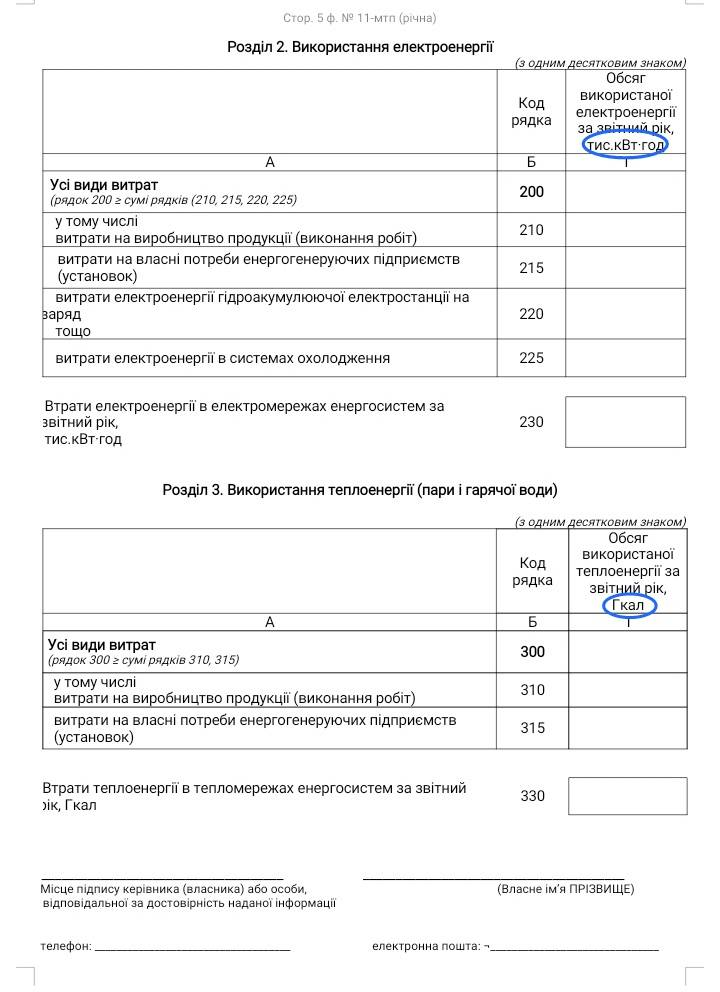 Стор. 5 ф. № 11-мтп (річна)
Розділ 2. Використання електроенергії
(з одним десятковим знаком)
Код
рядка
Обсяг
використаної
електроенергії
за звітний рік,
тис.кВт·год
А
Б
1
Усі види витрат
(рядок 200 ≥ сумі рядків (210, 215, 220, 225)
200
у тому числі
витрати на виробництво продукції (виконання робіт)
210
витрати на власні потреби енергогенеруючих підприємств
(установок)
215
витрати електроенергії гідроакумулюючої електростанції на
заряд
тощо
220
витрати електроенергії в системах охолодження
225
Втрати електроенергії в електромережах енергосистем за
звітний рік,
тис.кВт·год
230
Розділ 3. Використання теплоенергії (пари і гарячої води)
(з одним десятковим знаком)
Код
рядка
Обсяг
використаної
теплоенергії за
звітний рік,
Гкал
А
Б
1
Усі види витрат
(рядок 300 ≥ сумі рядків 310, 315)
300
у тому числі
витрати на виробництво продукції (виконання робіт)
310
витрати на власні потреби енергогенеруючих підприємств
(установок)
315
Втрати теплоенергії в тепломережах енергосистем за звітний
рік, Гкал
330
Місце підпису керівника (власника) або особи,
відповідальної за достовірність наданої інформації
(Власне ім’я ПРІЗВИЩЕ)
телефон: ________________ електронна пошта: ¬________________